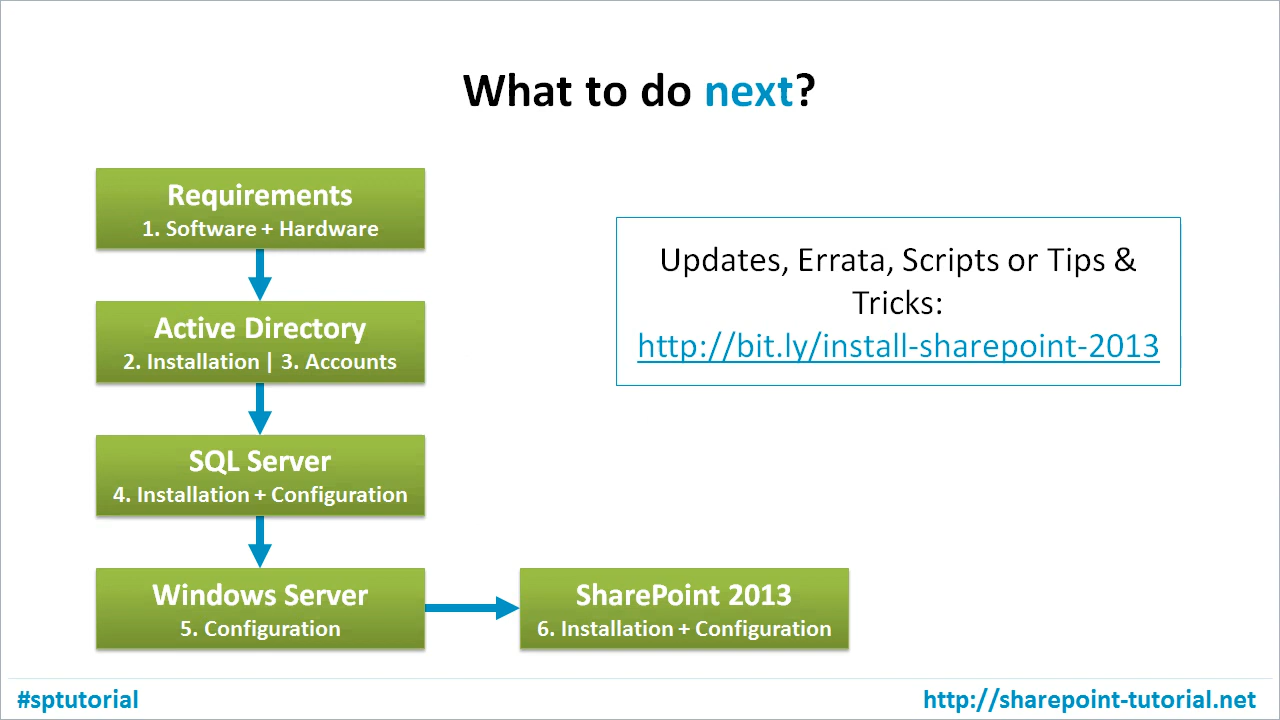 What to do next?
Requirements
1. Software + Hardware
Active Directory
2. Installation | 3. Accounts
SQL Server
4. Installation + Configuration
Windows Server
5. Configuration
SharePoint 2013
6. Installation + Configuration
Updates, Errata, Scripts or Tips &
Tricks:
http://bit.ly/install-sharepoint-2013
#sptutorial
http://sharepoint-tutorial.net